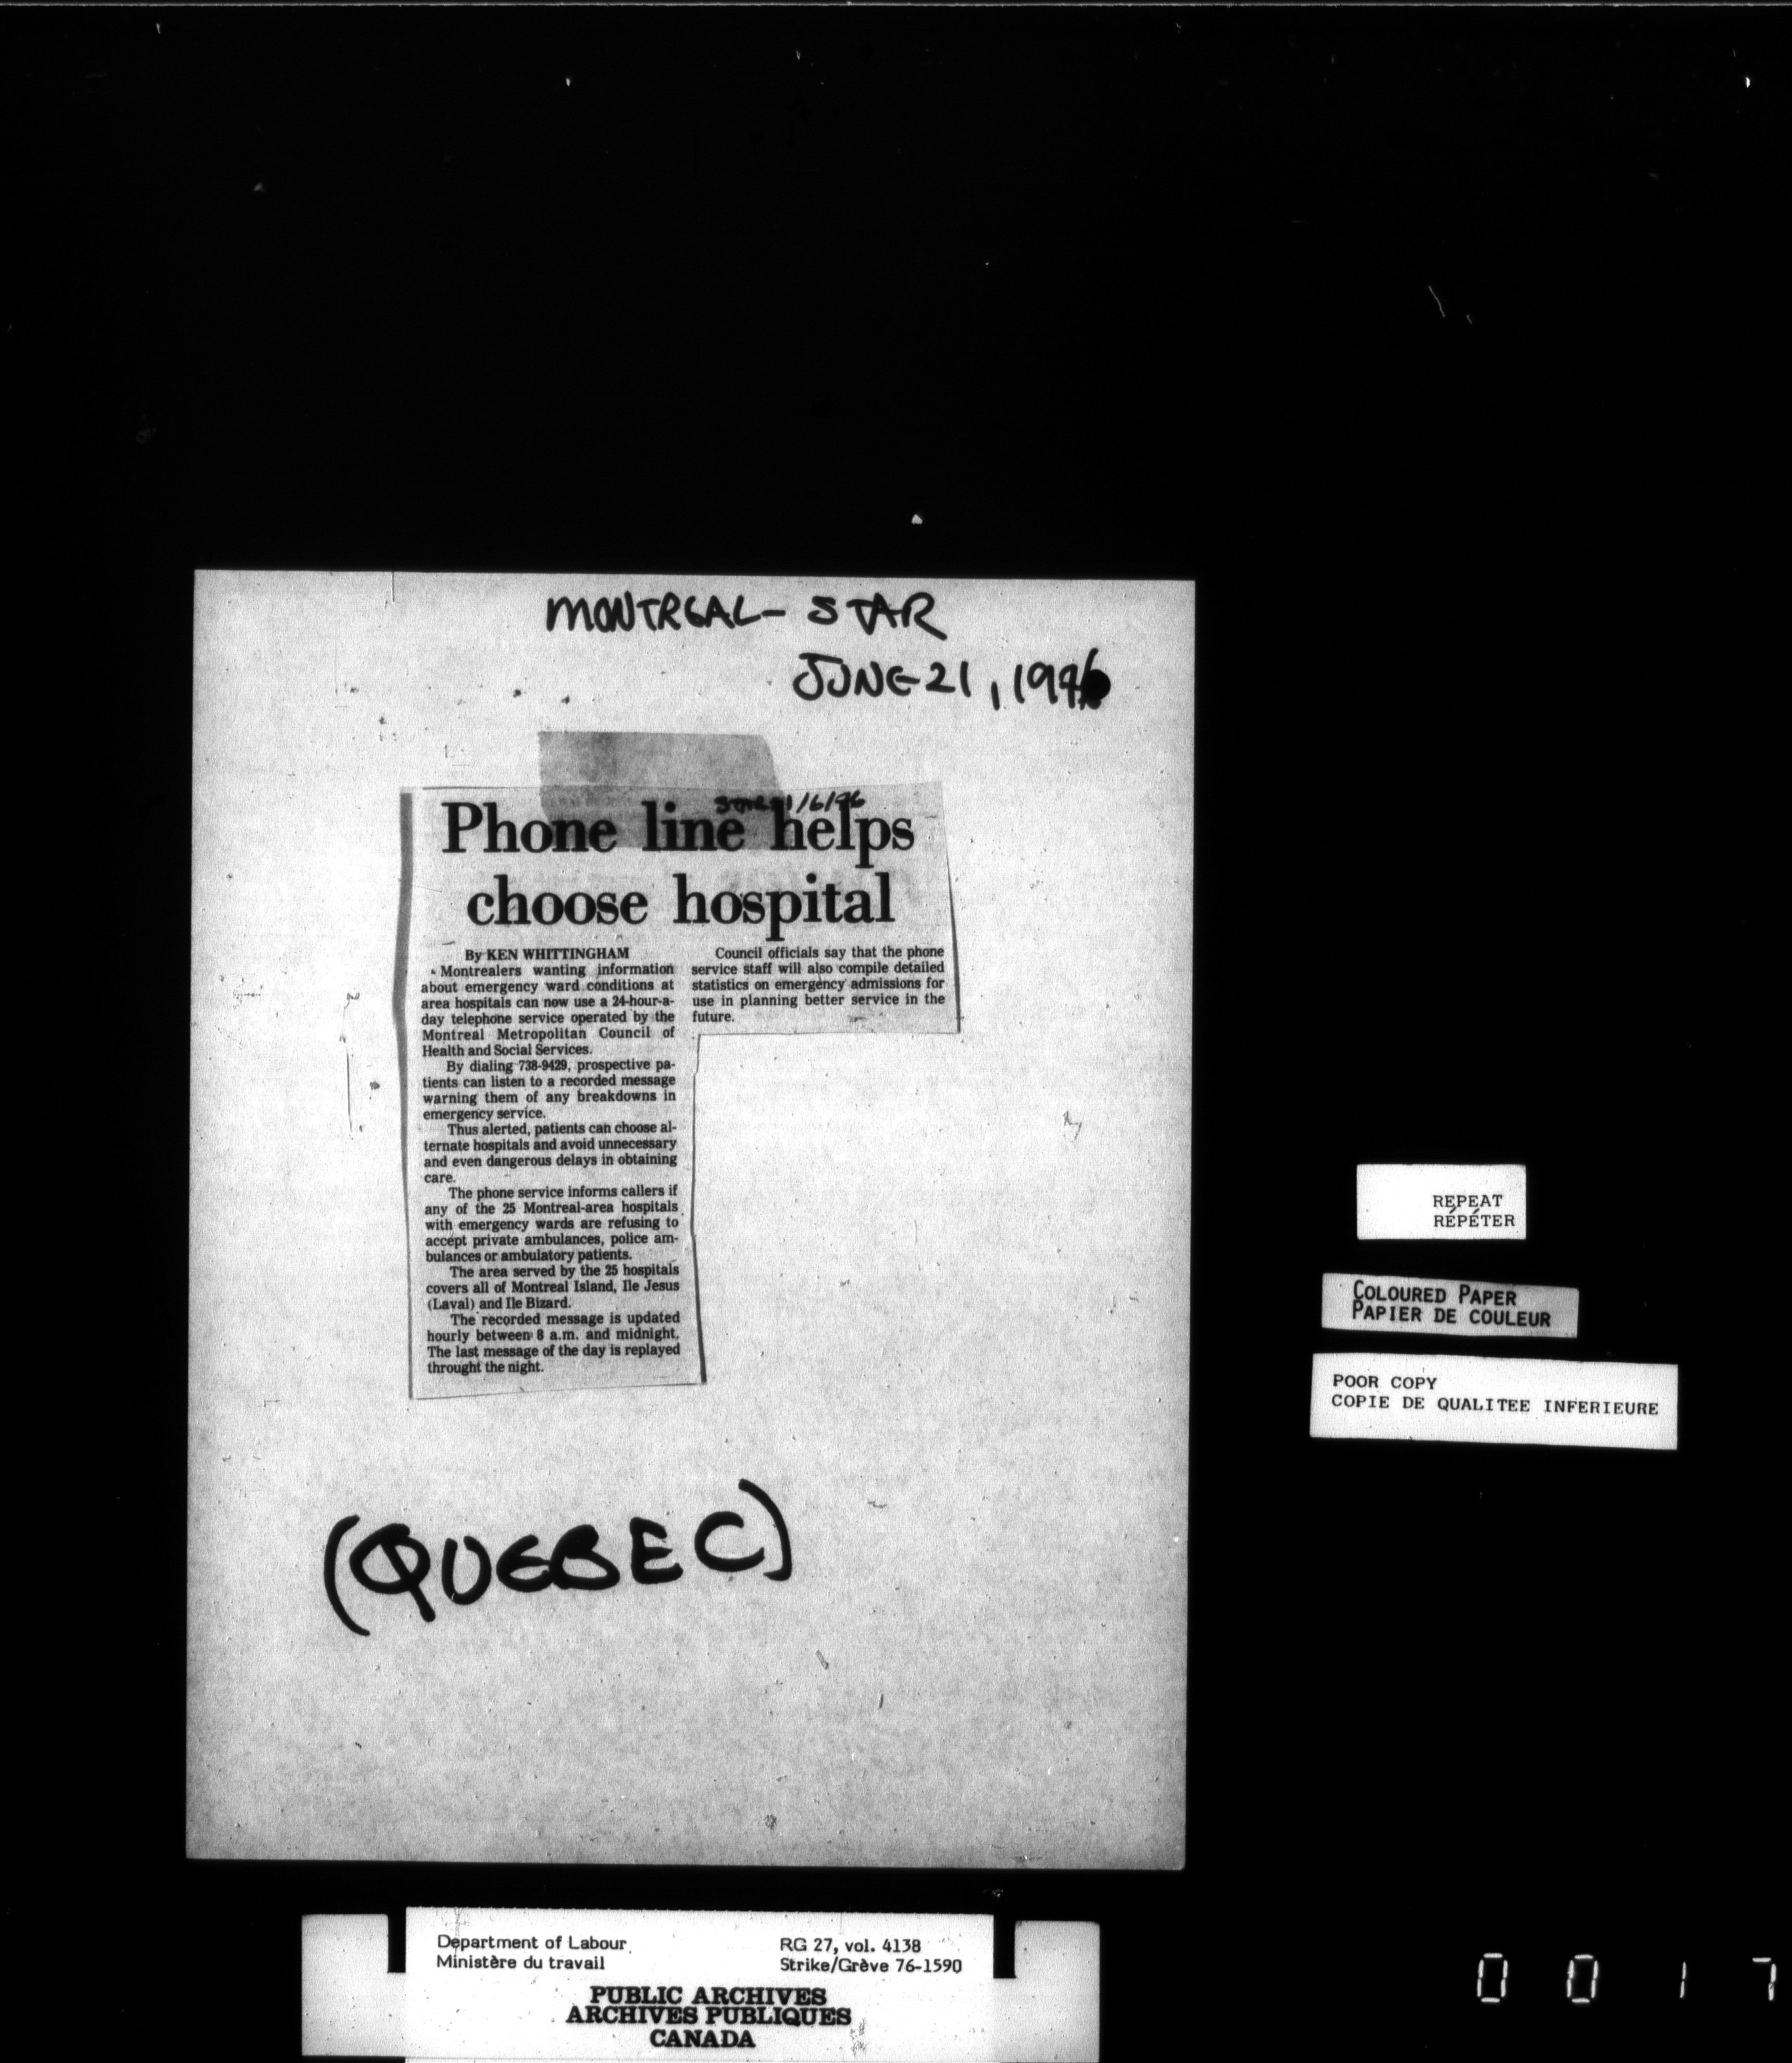 MONTREAL- STAR
JUNE 21, 1976
Phone line helps
choose hospital
By KEN WHITTINGHAM
Montrealers wanting information
about emergency ward conditions at
area hospitals can now use a 24-hour-a-
day telephone service operated by the
Montreal Metropolitan Council of
Health and Social Services.
By dialing 738-9429, prospective pa-
tients can listen to a recorded message
warning them of any breakdowns in
emergency service.
Thus alerted, patients can choose al-
ternate hospitals and avoid unnecessary
and even dangerous delays in obtaining
care.
The phone service informs callers if
any of the 25 Montreal-area hospitals
with emergency wards are refusing to
accept private ambulances, police am-
bulances or ambulatory patients.
The area served by the 25 hospitals
covers all of Montreal Island, Ile Jesus
(Laval) and Ile Bizard.
The recorded message is updated
hourly between 8 a.m. and midnight.
The last message of the day is replayed
throught the night.
Council officials say that the phone
service staff will also compile detailed
statistics on emergency admissions for
use in planning better service in the
future.
(QUEBEC)
REPEAT
RÉPÉTER
COLOURED PAPER
PAPIER DE COULEUR
POOR COPY
COPIE DE QUALITEE INFERIEURE
Department of Labour
Ministère du travail
RG 27, vol. 4138
Strike/Grève 76-1590
PUBLIC ARCHIVES
ARCHIVES PUBLIQUES
CANADA
0 0 1 7